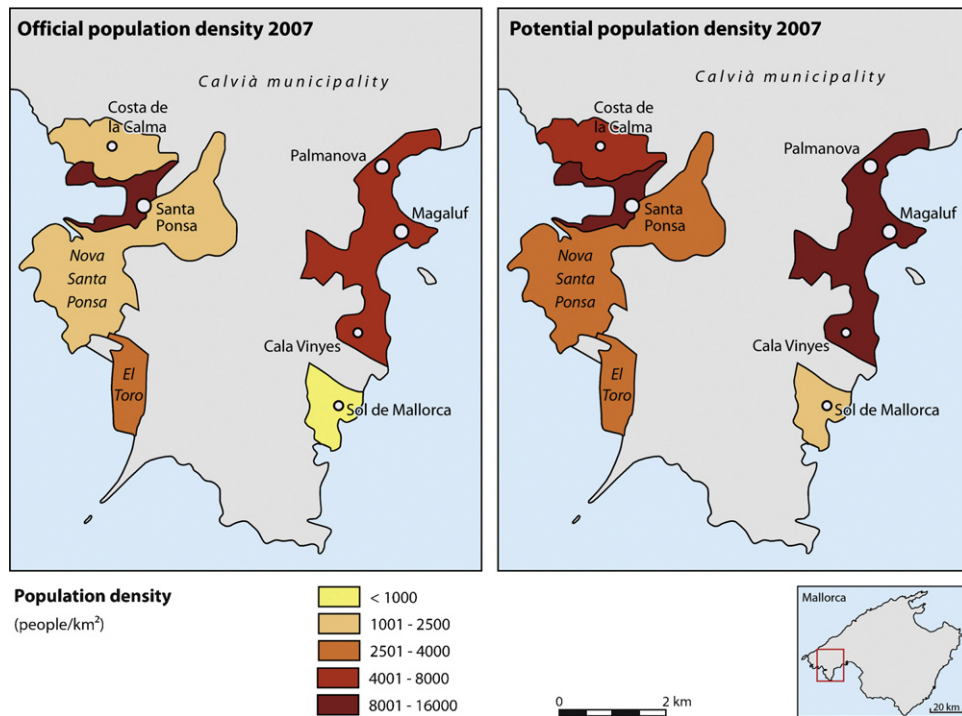 Official population density 2007
Calvià municipality
Costa de
la Calma
Palmanova
Santa
Ponsa
Magaluf
Nova
Santa
Ponsa
Cala Vinyes
El
Toro
Sol de Mallorca
Potential population density 2007
Calvià municipality
Costa de
la Calma
Palmanova
Santa
Ponsa
Magaluf
Nova
Santa
Ponsa
Cala Vinyes
El
Toro
Sol de Mallorca
Population density
(people/km²)
< 1000
1001 - 2500
2501 - 4000
4001 - 8000
8001 - 16000
0 2 km
Mallorca
20 km